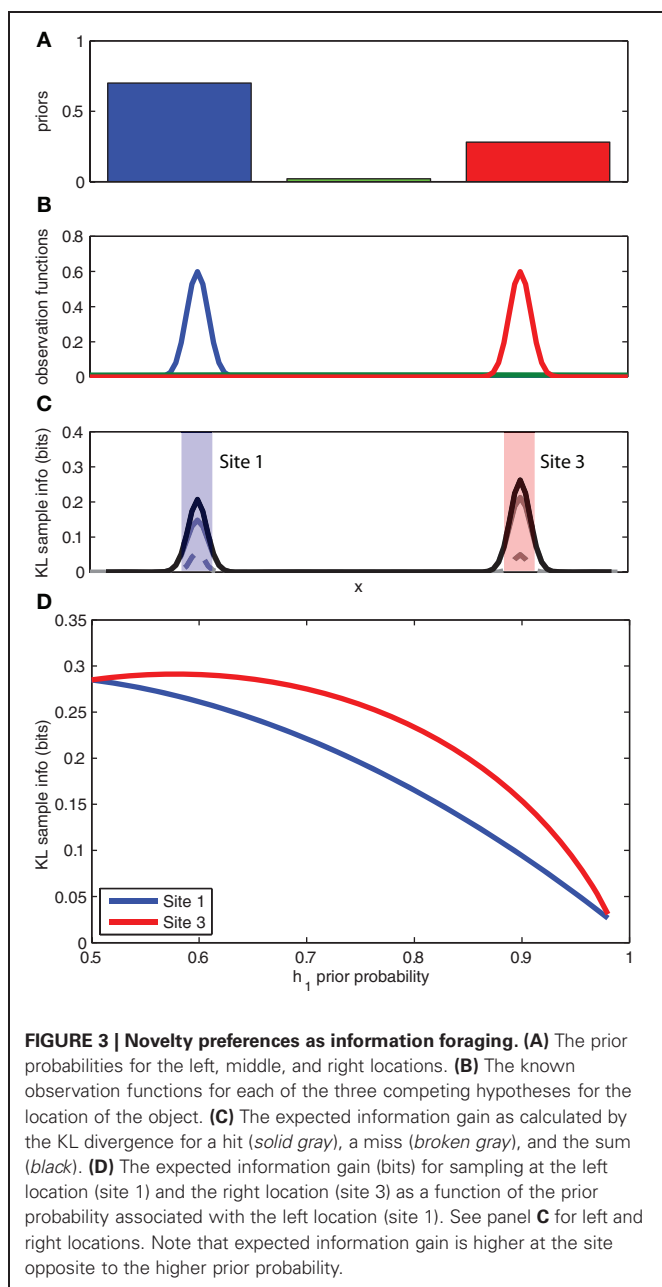 A
1
0.5
0
priors
B
0.8
0.6
0.4
0.2
0
observation functions
C
0.4
0.3
0.2
0.1
0
KL sample info (bits)
Site 1
Site 3
x
D
0.35
0.3
0.25
0.2
0.15
0.1
0.05
0
KL sample info (bits)
Site 1
Site 3
0.5 0.6 0.7 0.8 0.9 1
h1 prior probability
FIGURE 3 | Novelty preferences as information foraging. (A) The prior
probabilities for the left, middle, and right locations. (B) The known
observation functions for each of the three competing hypotheses for the
location of the object. (C) The expected information gain as calculated by
the KL divergence for a hit (solid gray), a miss (broken gray), and the sum
(black). (D) The expected information gain (bits) for sampling at the left
location (site 1) and the right location (site 3) as a function of the prior
probability associated with the left location (site 1). See panel C for left and
right locations. Note that expected information gain is higher at the site
opposite to the higher prior probability.